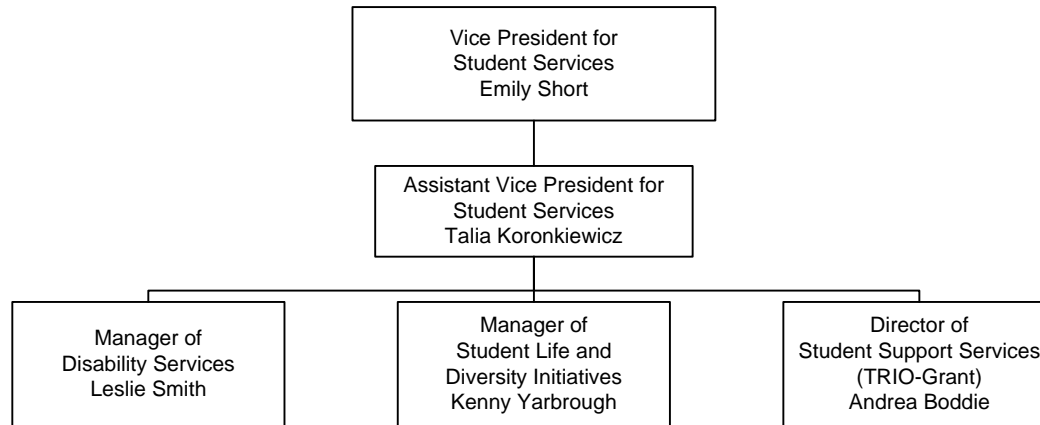 Vice President for
Student Services
Emily Short
Assistant Vice President for
Student Services
Talia Koronkiewicz
Manager of
Disability Services
Leslie Smith
Manager of
Student Life and
Diversity Initiatives
Kenny Yarbrough
Director of
Student Support Services
(TRIO-Grant)
Andrea Boddie